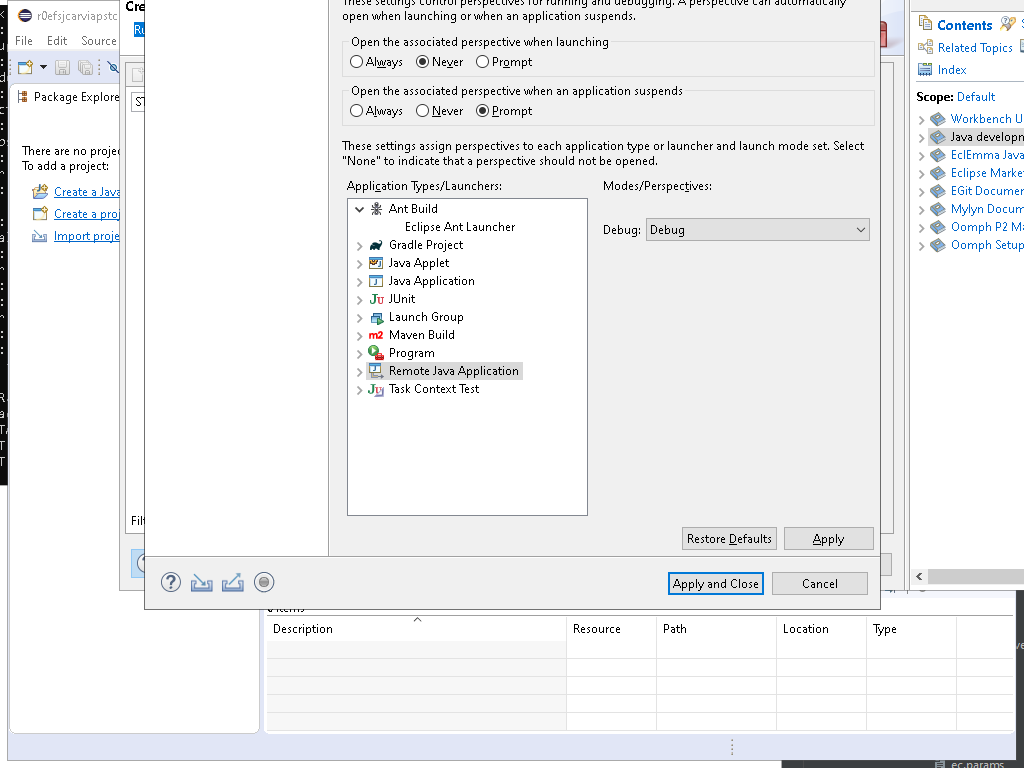 r0efsjcarviapstc
File Edit Source
Package Explore
There are no projec
To add a project:
Create a Java
Create a proj
Import proje
Cre
These settings control perspectives for running and debugging. A perspective can automatically
open when launching or when an application suspends.
Open the associated perspective when launching
Always Never Prompt
Open the associated perspective when an application suspends
Always Never Prompt
These settings assign perspectives to each application type or launcher and launch mode set. Select
"None" to indicate that a perspective should not be opened.
Application Types/Launchers: Modes/Perspectives:
Ant Build
Eclipse Ant Launcher
Debug: Debug
Gradle Project
Java Applet
Java Application
JUnit
Launch Group
Maven Build
Program
Remote Java Application
Task Context Test
Filt
Restore Defaults Apply
Apply and Close Cancel
Contents
Related Topics
Index
Scope: Default
Workbench U
Java developn
EclEmma Java
Eclipse Marke
EGit Documer
Mylyn Docum
Oomph P2 Ma
Oomph Setup
items
Description Resource Path Location Type
ec.params